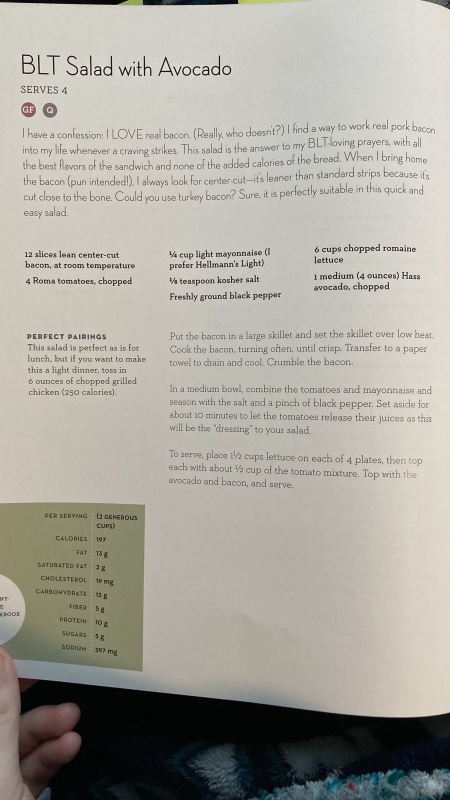 BLT Salad with Avocado
SERVES 4
GF Q
I have a confession: I LOVE real bacon. (Really, who doesn't?) I find a way to work real pork bacon
into my life whenever a craving strikes. This salad is the answer to my BLT-loving prayers, with all
the best flavors of the sandwich and none of the added calories of the bread. When I bring home
the bacon (pun intended!), I always look for center-cut—it's leaner than standard strips because it's
cut close to the bone. Could you use turkey bacon? Sure, it is perfectly suitable in this quick and
easy salad.
12 slices lean center-cut
bacon, at room temperature
4 Roma tomatoes, chopped
¼ cup light mayonnaise (I
prefer Hellmann's Light)
⅛ teaspoon kosher salt
Freshly ground black pepper
6 cups chopped romaine
lettuce
1 medium (4 ounces) Hass
avocado, chopped
PERFECT PAIRINGS
This salad is perfect as is for
lunch, but if you want to make
this a light dinner, toss in
6 ounces of chopped grilled
chicken (250 calories).
Put the bacon in a large skillet and set the skillet over low heat.
Cook the bacon, turning often, until crisp. Transfer to a paper
towel to drain and cool. Crumble the bacon.
In a medium bowl, combine the tomatoes and mayonnaise and
season with the salt and a pinch of black pepper. Set aside for
about 10 minutes to let the tomatoes release their juices as this
will be the "dressing" to your salad.
To serve, place 1½ cups lettuce on each of 4 plates, then top
each with about ½ cup of the tomato mixture. Top with the
avocado and bacon, and serve.
PER SERVING (2 GENEROUS
CUPS)
CALORIES 197
FAT 13 g
SATURATED FAT 3 g
CHOLESTEROL 19 mg
CARBOHYDRATE 13 g
FIBER 5 g
PROTEIN 10 g
SUGARS 5 g
SODIUM 397 mg